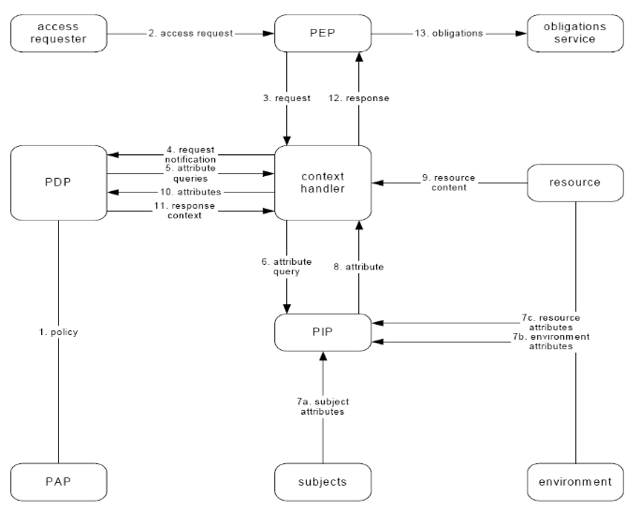 access
requester
2. access request
PEP
13. obligations
obligations
service
3. request
12. response
PDP
4. request
notification
5. attribute
queries
10. attributes
11. response
context
context
handler
9. resource
content
resource
6. attribute
query
8. attribute
1. policy
PIP
7c. resource
attributes
7b. environment
attributes
7a. subject
attributes
PAP
subjects
environment